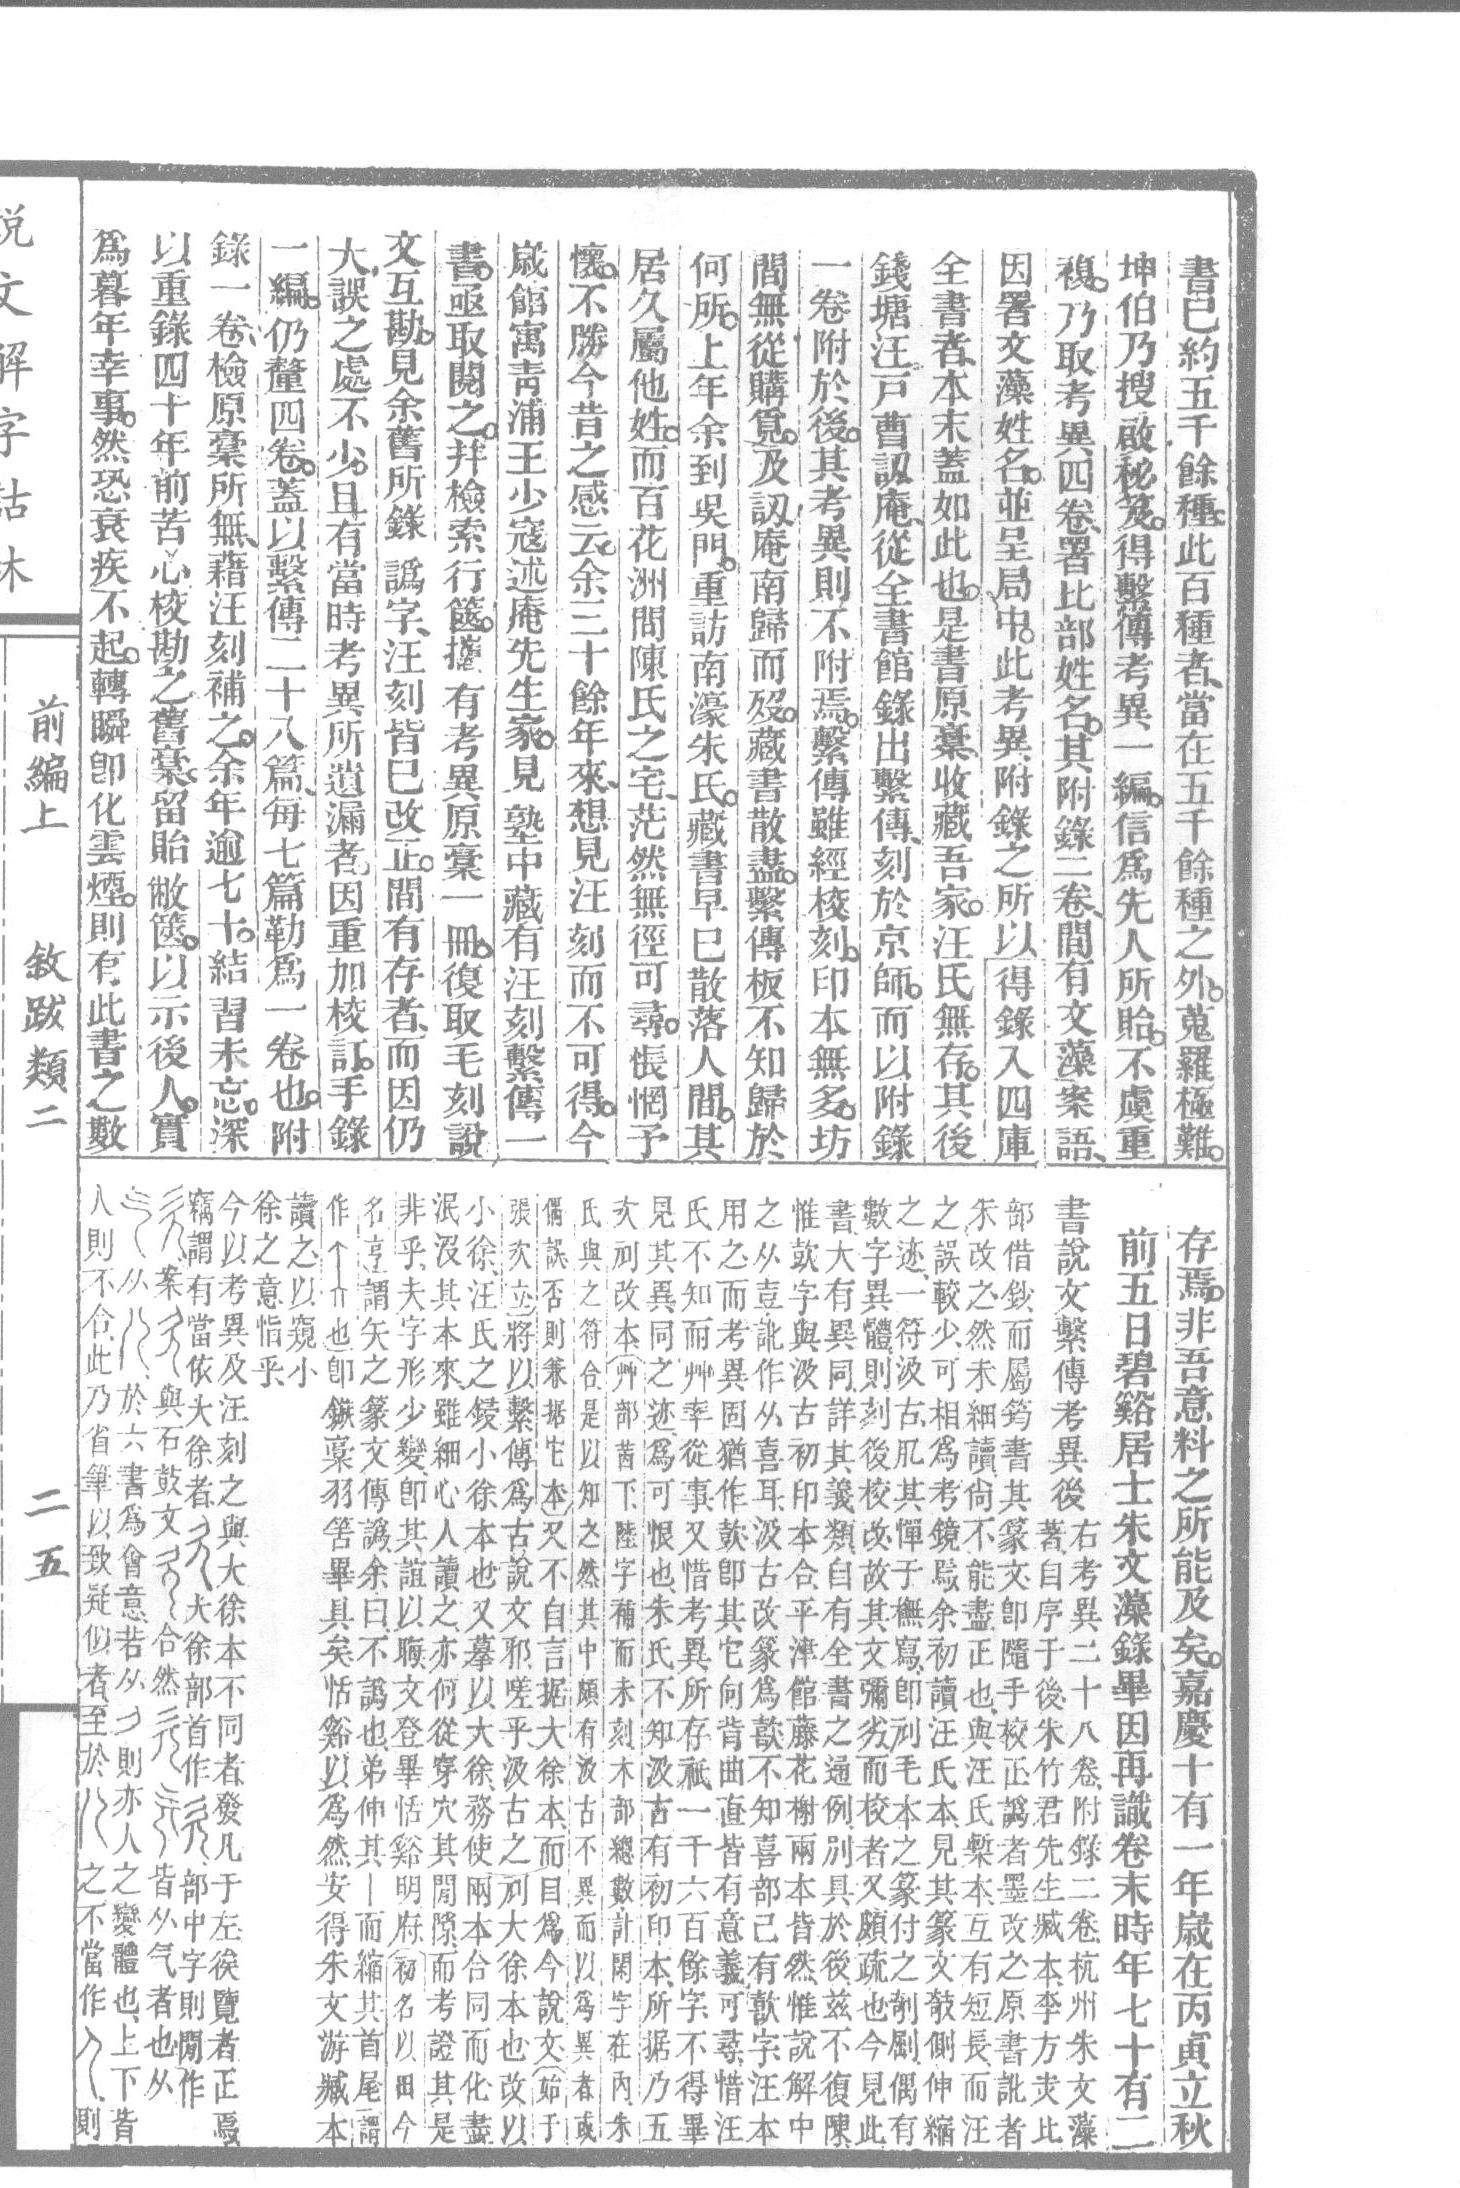 書已約五千餘種。此百種者、當在五千餘種之外。蒐羅極難。
坤伯乃搜啟秘笈。得繫傳考異一編。信爲先人所貽。不虞重
複。乃取考異四卷、署比部姓名。其附錄二卷、間有文藻案語、
因署文藻姓名。並呈局中。此考異附錄之所以得錄入四庫
全書者、本末蓋如此也。是書原稾、收藏吾家。汪氏無存。其後
錢塘汪戸曹訒庵、從全書館錄出繫傳、刻於京師。而以附錄
一卷附於後。其考異則不附焉。繫傳雖經校刻。印本無多。坊
間無從購覓。及訒庵南歸而歿。藏書散盡。繫傳板不知歸於
何所。上年余到吳門。重訪南濠朱氏。藏書早已散落人間。其
居久屬他姓。而百花洲間陳氏之宅、茫然無徑可尋。悵惘予
懷。不勝今昔之感云。余三十餘年來、想見汪刻而不可得。今
歲館寓靑浦王少寇述庵先生家。見塾中藏有汪刻繫傳一
書。亟取閱之。幷檢索行篋。攜有考異原稾一冊。復取毛刻說
文互勘。見余舊所錄譌字、汪刻皆已改正。間有存者、而因仍
大誤之處不少。且有當時考異所遺漏者。因重加校訂。手錄
一編。仍釐四卷。蓋以繫傳二十八篇、每七篇勒爲一卷也。附
錄一卷、檢原稾所無、藉汪刻補之。余年逾七十。結習未忘。深
以重錄四十年前苦心校勘之舊稾、留貽敝篋。以示後人。實
爲暮年幸事。然恐衰疾不起。轉瞬卽化雲煙。則有此書之數
存焉。非吾意料之所能及矣。嘉慶十有一年歲在丙寅立秋
前五日碧谿居士朱文藻錄畢因再識卷末時年七十有二
書說文繫傳考異後 右考異二十八卷、附錄二卷、杭州朱文藻
著、自序于後、朱竹君先生臧本、李方夫比
部借鈔而屬筠書其篆文、卽隨手校正、譌者墨改之、原書訛者
朱改之、然未細讀、尙不能盡正也、與汪氏槧本、互有短長、而汪
之誤較少、可相爲考鏡焉、余初讀汪氏本、見其篆文攲側伸縮
之迹、一符汲古、凡其憚于橅寫、卽刓毛本之篆付之剞劂、偶有
數字異體、則刻後校改、故其文彌劣、而校者又頗疏也、今見此
書、大有異同、詳其義類、自有全書之通例、別具於後、茲不復陳、
惟歖字與汲古初印本合、平津館藤花榭兩本皆然、惟說解中
之从壴、訛作从喜耳、汲古改篆爲歖、不知喜部己有歖字、汪本
用之、而考異固猶作歖、卽其它向背曲直、皆有意義可尋、惜汪
氏不知、而艸率從事、又惜考異所存祇一千六百餘字、不得畢
見其異同之迹、爲可恨也、朱氏不知汲古有初印本、所据乃五
次刓改本、（艸部菌下陸字補而未刻木部總數計閑字在內朱
氏與之符合是以知之然其中頗有汲古不異而以爲異者或
偶誤否則兼据它本）又不自言据大徐本、而目爲今說文、（始于
張次立）將以繫傳爲古說文邪、嗟乎、汲古之刓大徐本也、改以
小徐、汪氏之鋟小徐本也、又摹以大徐、務使兩本合同而化、盡
泯沒其本來、雖細心人讀之、亦何從穿穴其間隙、而考證其是
非乎、夫字形少變、卽其誼以晦、文登畢恬谿明府、（初名以田今
名亨）謂矢之篆文傳譌、余曰、不譌也、弟伸其丨而縮其首尾、（謂
作）也、卽鏃槀羽筈畢具矣、恬谿以爲然、安得朱文游臧本
讀之、以窺小
徐之意恉乎、
今以考異及汪刻之與大徐本不同者、發凡于左、俟覽者正焉、
竊謂有當依大徐者、大徐部首作、部中字則閒作
案、與石鼓文合、然皆从气者也、从
从、於六書爲會意、若从則亦人之變體也、上下皆
人則不合、此乃省筆以致疑似者、至於之不當作、則
說文解字詁林
前編上 敘跋類二 二五